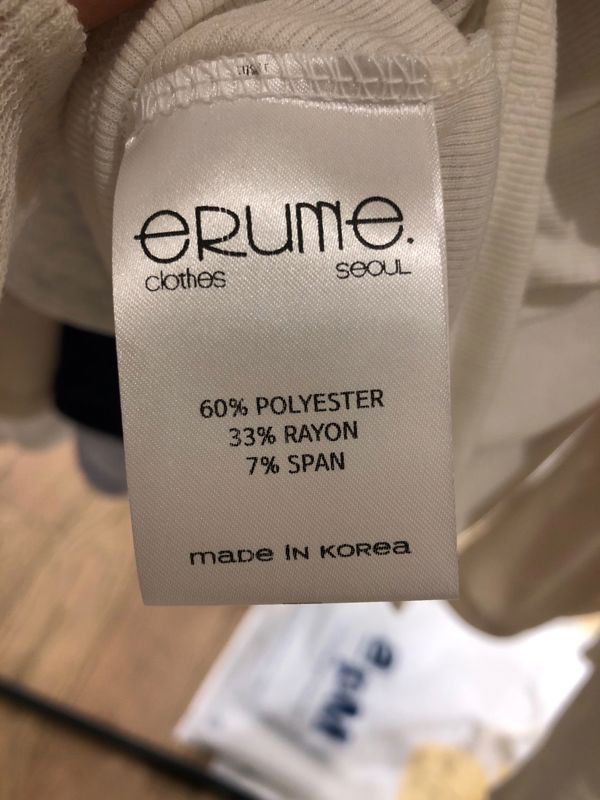 eRUMe.
clothes SEOUL
60% POLYESTER
33% RAYON
7% SPAN
made in Korea